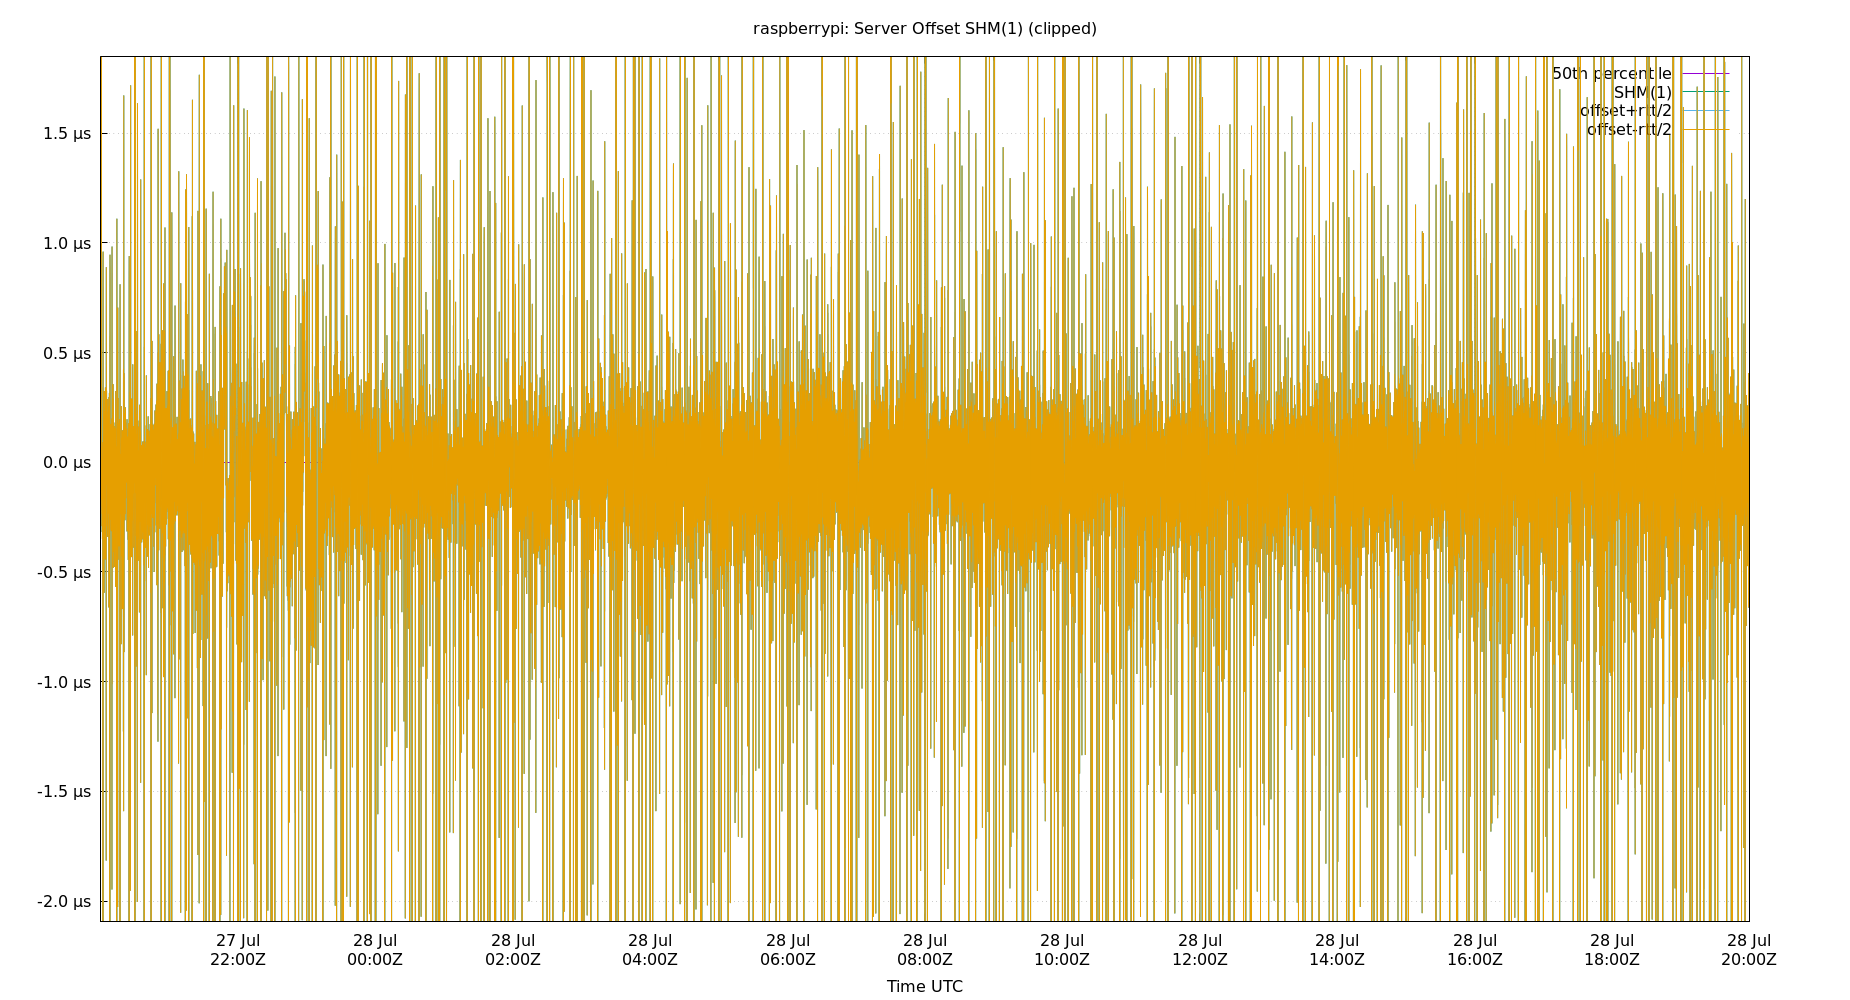 raspberrypi: Server Offset SHM(1) (clipped)
50th percentile
SHM(1)
offset+rtt/2
offset-rtt/2
1.5 µs
1.0 µs
0.5 µs
0.0 µs
-0.5 µs
-1.0 µs
-1.5 µs
-2.0 µs
27 Jul 28 Jul 28 Jul 28 Jul 28 Jul 28 Jul 28 Jul 28 Jul 28 Jul 28 Jul 28 Jul 28 Jul
22:00Z 00:00Z 02:00Z 04:00Z 06:00Z 08:00Z 10:00Z 12:00Z 14:00Z 16:00Z 18:00Z 20:00Z
Time UTC